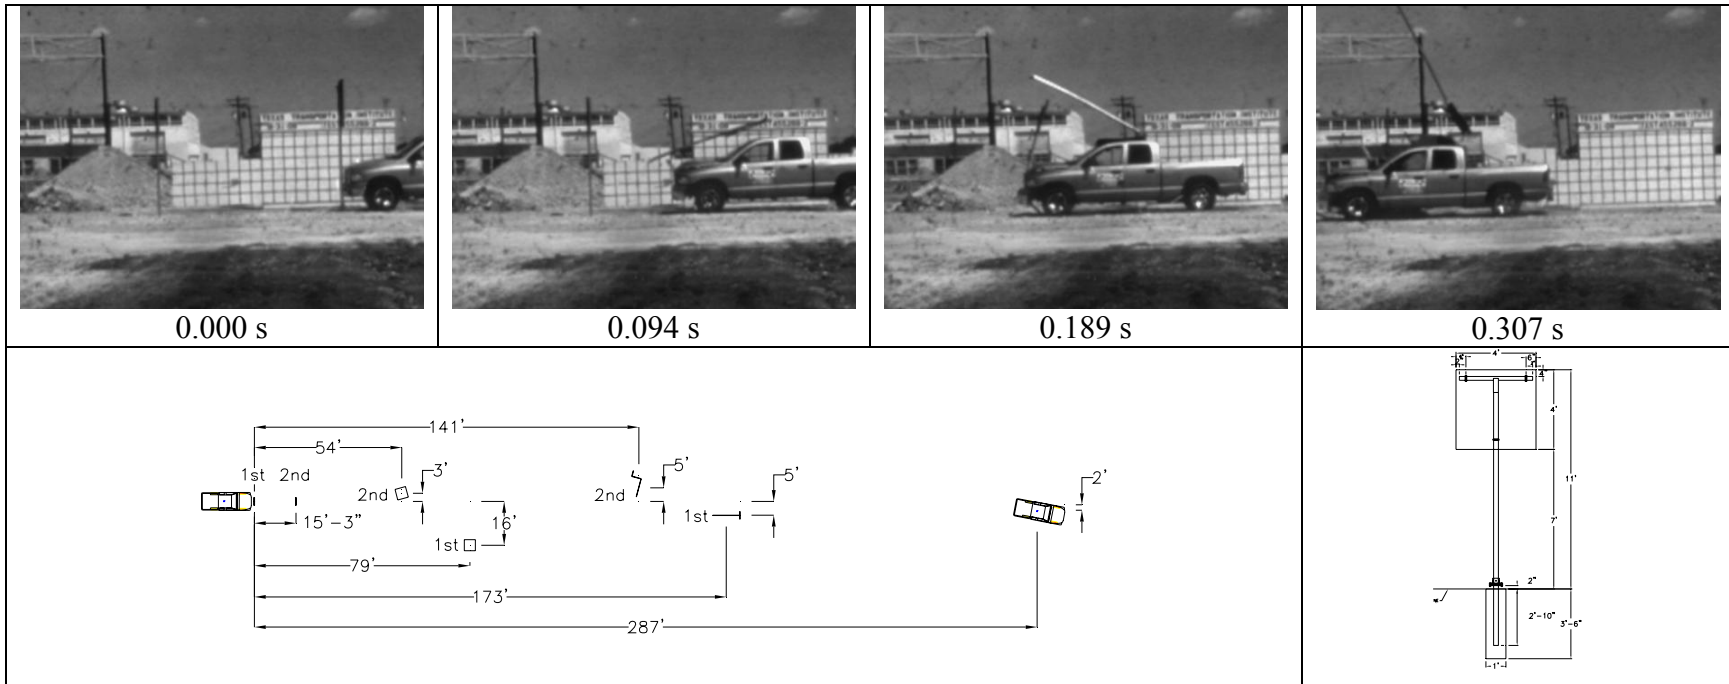 0.000 s
0.094 s
0.189 s
0.307 s
141'
54'
1st 2nd
3'
5'
5'
2nd
2nd
2'
15'-3"
16'
1st
1st
79'
173'
287'
4'
6"
4'
11'
7'
2"
2'-10"
3'-6"
1'